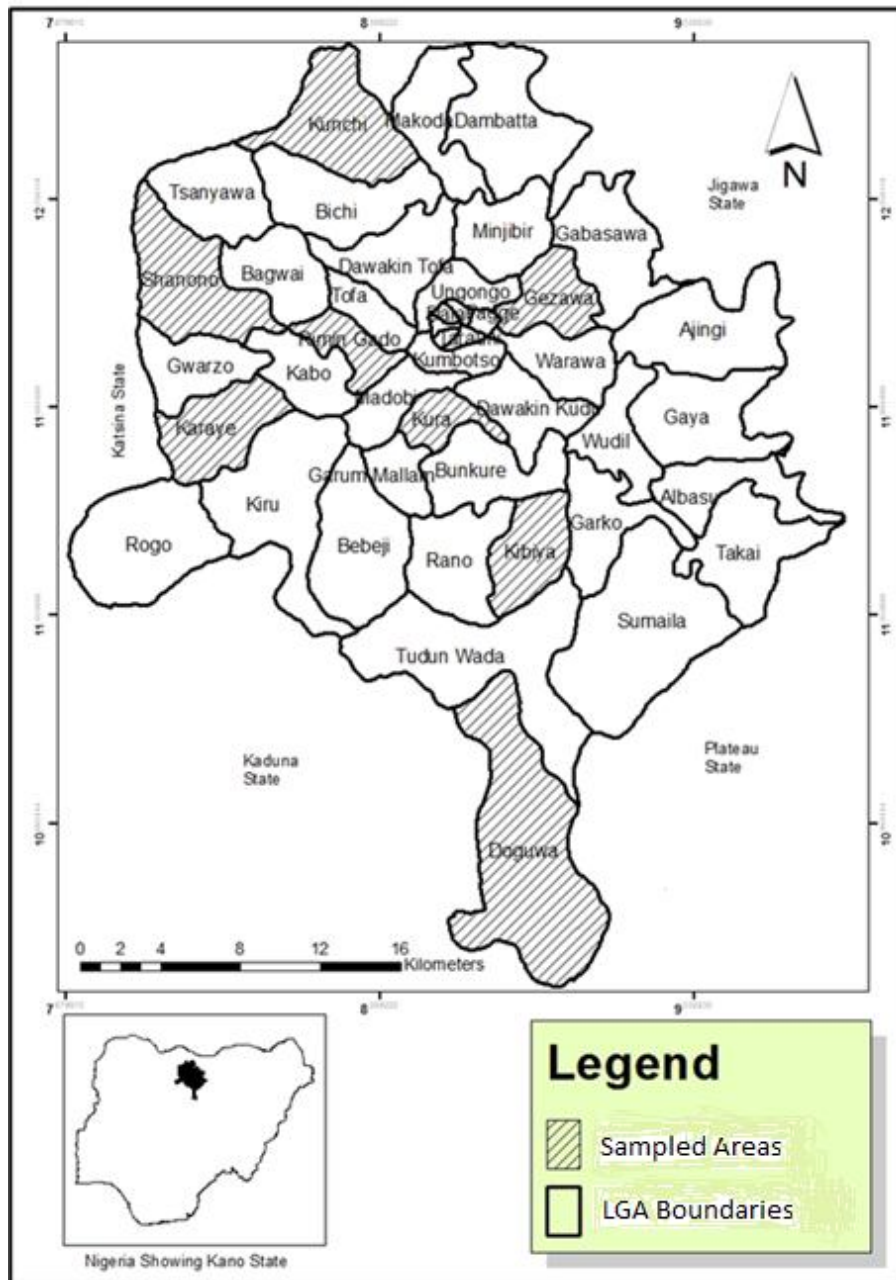 7
8
9
Kunchi
Makoda
Dambatta
N
12
12
Tsanyawa
Bichi
Jigawa
State
Minjibir
Gabasawa
Shanono
Bagwai
Dawakin Tofa
Tofa
Ungongo
Gezawa
Rimin Gado
Ajingi
Gwarzo
Kabo
Kumbotso
Warawa
Katsina State
11
11
Madobi
Karaye
Kura
Dawakin Kudu
Gaya
Wudil
Garum Mallam
Bunkure
Albasu
Kiru
Garko
Rogo
Bebeji
Rano
Kibiya
Takai
11
11
Sumaila
Tudun Wada
Kaduna
State
Plateau
State
10
10
Doguwa
0 2 4 8 12 16
Kilometers
7
8
9
Legend
Sampled Areas
LGA Boundaries
Nigeria Showing Kano State